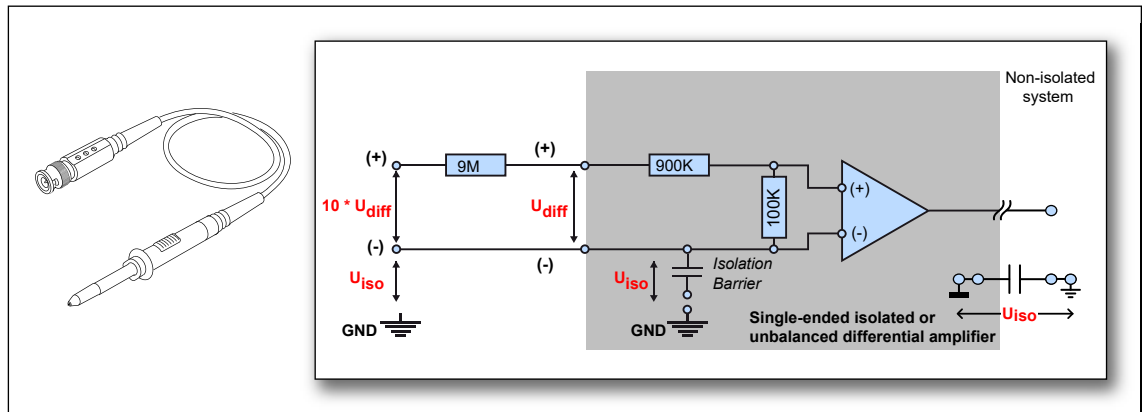 Non-isolated
system
(+)
9M
(+)
900K
100K
(+)
(-)
10 * Udiff
Udiff
(-)
(-)
Uiso
GND
Uiso
Isolation
Barrier
GND
Single-ended isolated or
unbalanced differential amplifier
Uiso